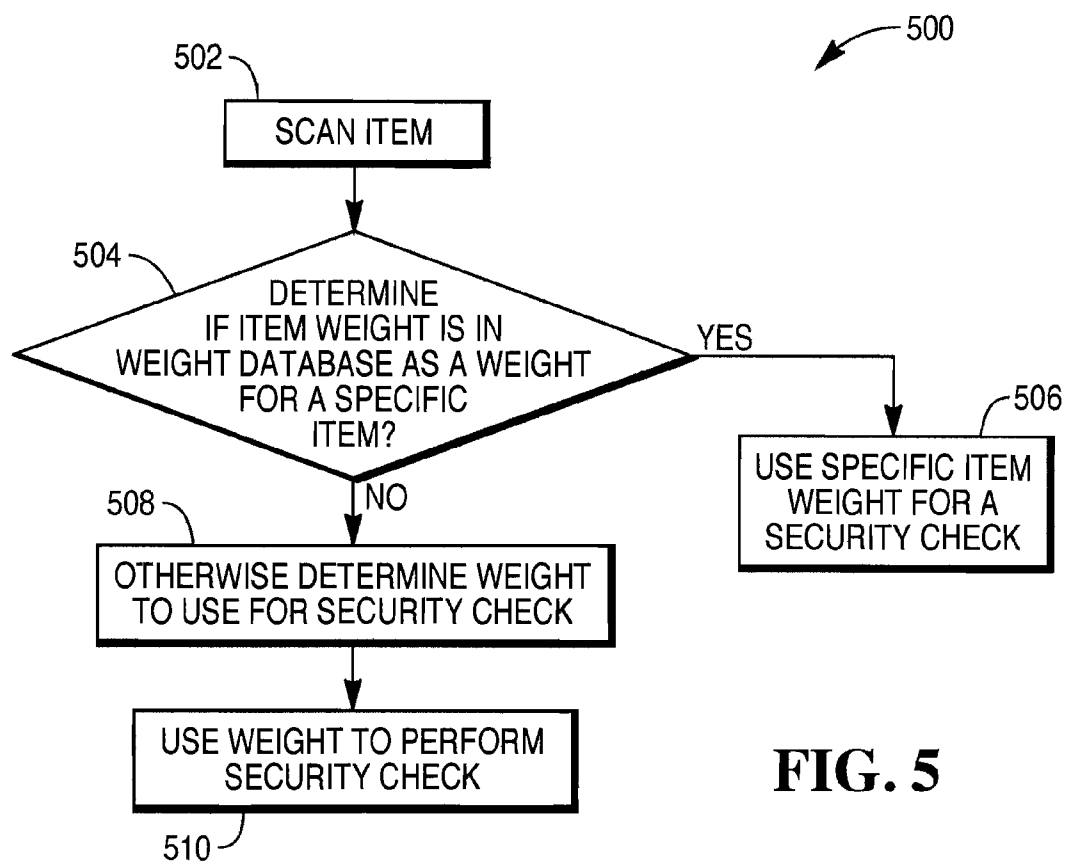 500
502
SCAN ITEM
504
DETERMINE
IF ITEM WEIGHT IS IN
WEIGHT DATABASE AS A WEIGHT
FOR A SPECIFIC
ITEM?
YES
506
USE SPECIFIC ITEM
WEIGHT FOR A
SECURITY CHECK
NO
508
OTHERWISE DETERMINE WEIGHT
TO USE FOR SECURITY CHECK
USE WEIGHT TO PERFORM
SECURITY CHECK
510
FIG. 5